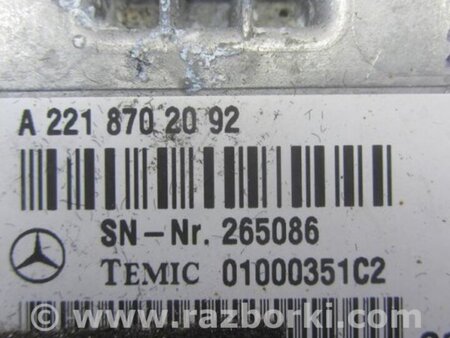 A 221 870 20 92
SN-Nr. 265086
TEMIC 01000351C2
www.razborki.com